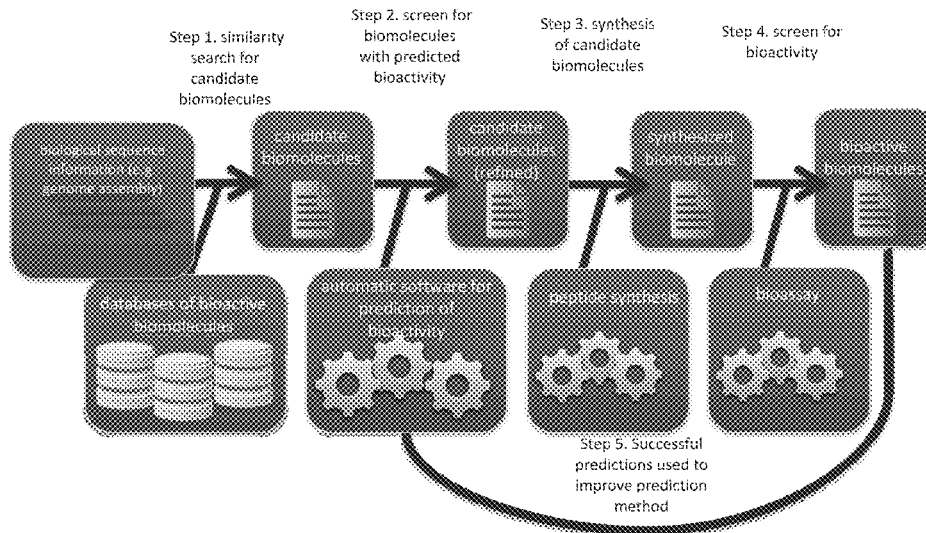 Step 1. similarity
search for
candidate
biomolecules
Step 2. screen for
biomolecules
with predicted
bioactivity
Step 3. synthesis
of candidate
biomolecules
Step 4. screen for
bioactivity
biological sequence
information (e.g.
genome assembly)
candidate
biomolecules
candidate
biomolecules
(refined)
synthesized
biomolecule
bioactive
biomolecules
databases of bioactive
biomolecules
automatic software for
prediction of
bioactivity
peptide synthesis
bioassay
Step 5. Successful
predictions used to
improve prediction
method